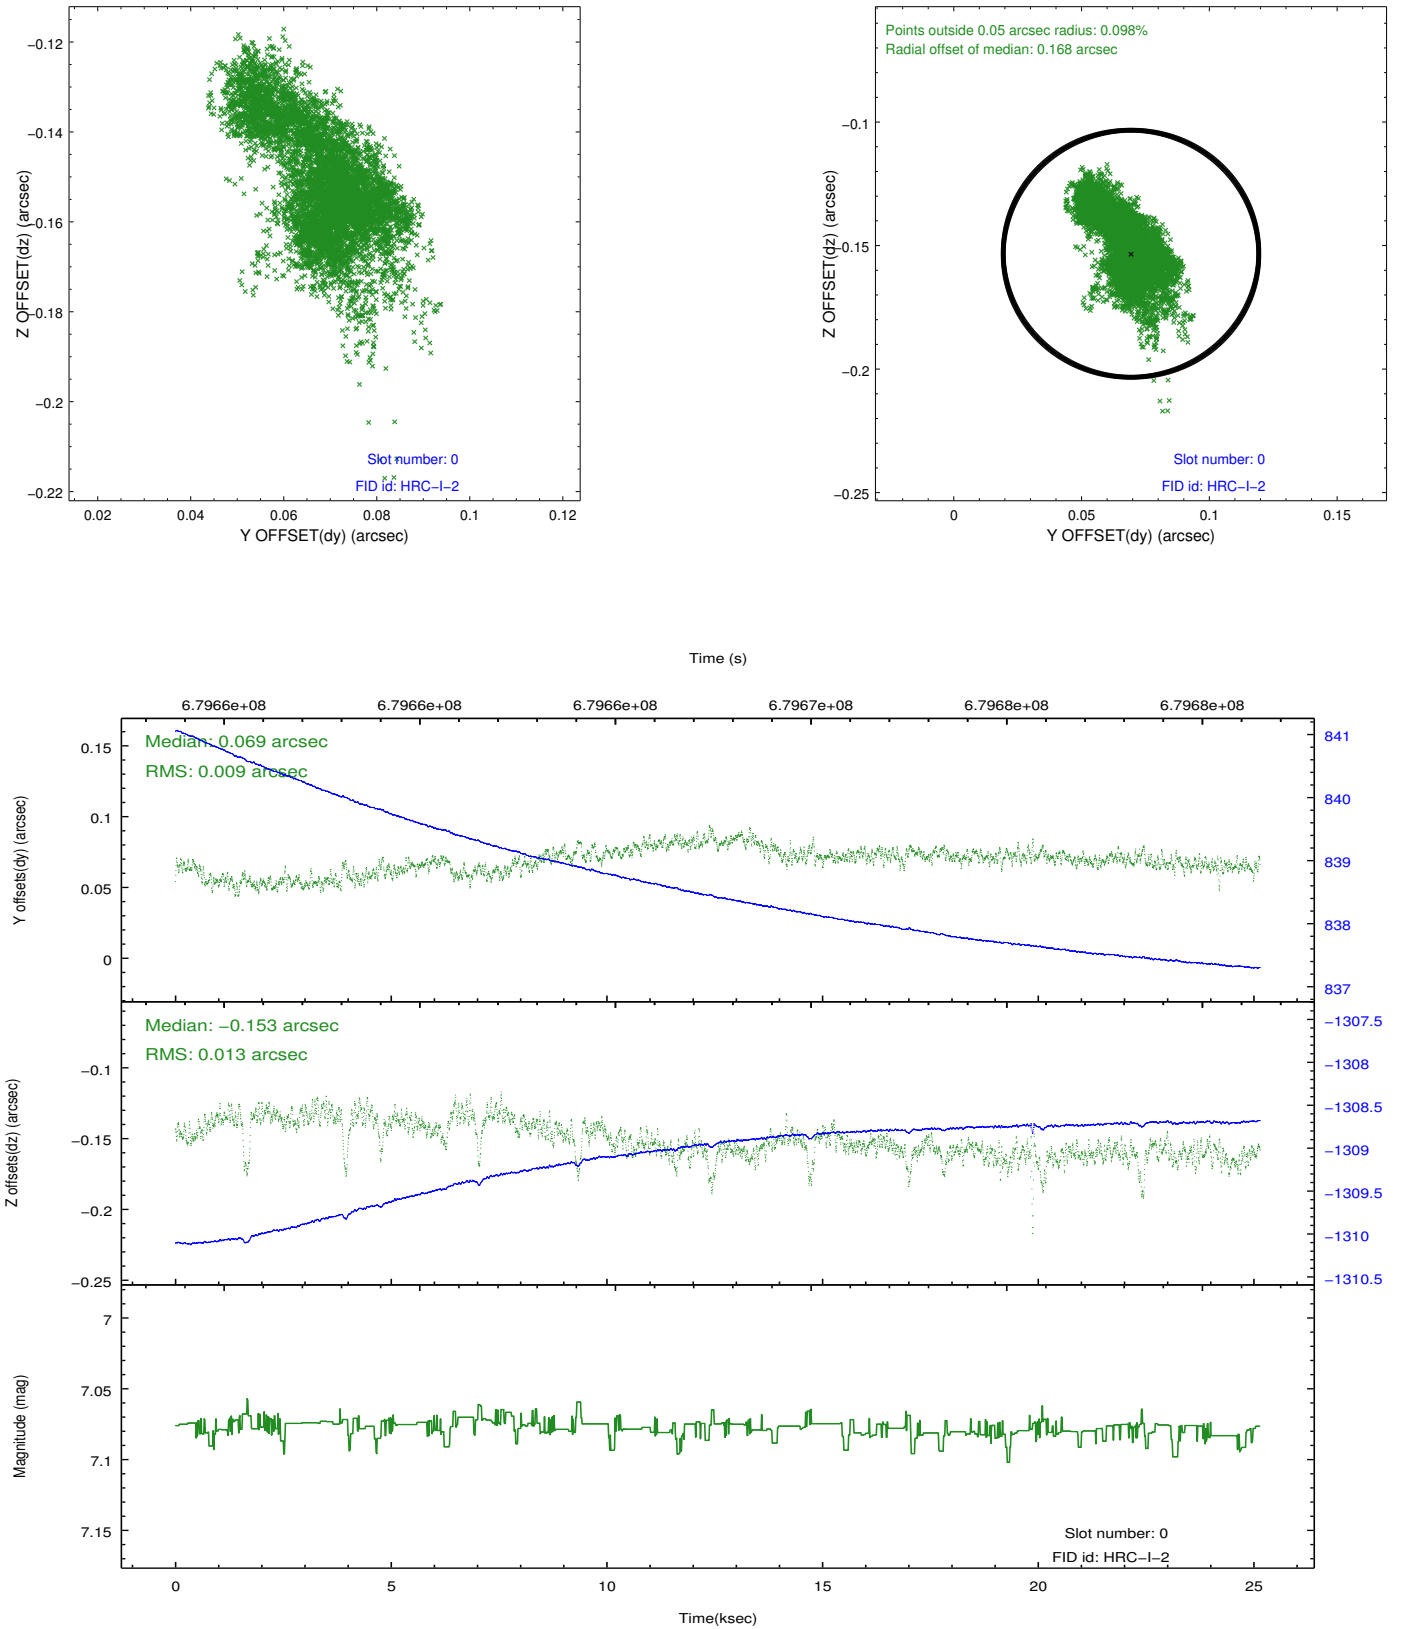 −0.12
−0.14
−0.16
−0.18
−0.2
−0.22
Z OFFSET(dz) (arcsec)
0.02 0.04 0.06 0.08 0.1 0.12
Y OFFSET(dy) (arcsec)
Slot number: 0
FID id: HRC−I−2
Points outside 0.05 arcsec radius: 0.098%
Radial offset of median: 0.168 arcsec
−0.1
−0.15
−0.2
−0.25
Z OFFSET(dz) (arcsec)
0 0.05 0.1 0.15
Y OFFSET(dy) (arcsec)
Slot number: 0
FID id: HRC−I−2
Time (s)
6.7966e+08 6.7966e+08 6.7966e+08 6.7967e+08 6.7968e+08 6.7968e+08
Median: 0.069 arcsec
RMS: 0.009 arcsec
0.15
0.1
0.05
0
Y offsets(dy) (arcsec)
841
840
839
838
837
Median: −0.153 arcsec
RMS: 0.013 arcsec
−0.1
−0.15
−0.2
−0.25
Z offsets(dz) (arcsec)
−1307.5
−1308
−1308.5
−1309
−1309.5
−1310
−1310.5
7
7.05
7.1
7.15
Magnitude (mag)
Slot number: 0
FID id: HRC−I−2
0 5 10 15 20 25
Time(ksec)